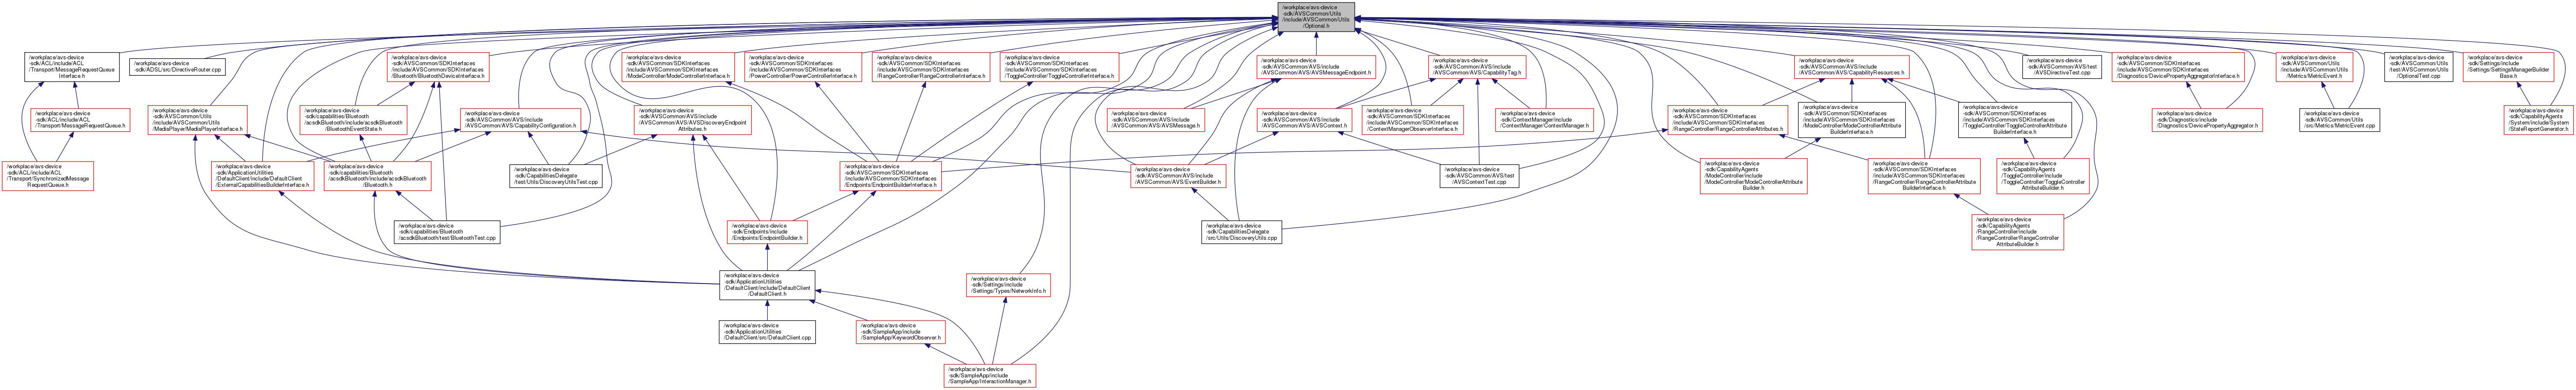 /workplace/avs-device
-sdk/AVSCommon/Utils
/include/AVSCommon/Utils
/Optional.h
/workplace/avs-device
-sdk/ACL/include/ACL
/Transport/MessageRequestQueue
Interface.h
/workplace/avs-device
-sdk/ADSL/src/DirectiveRouter.cpp
/workplace/avs-device
-sdk/AVSCommon/SDKInterfaces
/include/AVSCommon/SDKInterfaces
/Bluetooth/BluetoothDeviceInterface.h
/workplace/avs-device
-sdk/AVSCommon/SDKInterfaces
/include/AVSCommon/SDKInterfaces
/ModeController/ModeControllerInterface.h
/workplace/avs-device
-sdk/AVSCommon/SDKInterfaces
/include/AVSCommon/SDKInterfaces
/PowerController/PowerControllerInterface.h
/workplace/avs-device
-sdk/AVSCommon/SDKInterfaces
/include/AVSCommon/SDKInterfaces
/RangeController/RangeControllerInterface.h
/workplace/avs-device
-sdk/AVSCommon/SDKInterfaces
/include/AVSCommon/SDKInterfaces
/ToggleController/ToggleControllerInterface.h
/workplace/avs-device
-sdk/AVSCommon/AVS/include
/AVSCommon/AVS/AVSMessageEndpoint.h
/workplace/avs-device
-sdk/AVSCommon/AVS/include
/AVSCommon/AVS/CapabilityTag.h
/workplace/avs-device
-sdk/AVSCommon/AVS/include
/AVSCommon/AVS/CapabilityResources.h
/workplace/avs-device
-sdk/AVSCommon/AVS/test
/AVSDirectiveTest.cpp
/workplace/avs-device
-sdk/AVSCommon/SDKInterfaces
/include/AVSCommon/SDKInterfaces
/Diagnostics/DevicePropertyAggregatorInterface.h
/workplace/avs-device
-sdk/AVSCommon/Utils
/include/AVSCommon/Utils
/Metrics/MetricEvent.h
/workplace/avs-device
-sdk/AVSCommon/Utils
/test/AVSCommon/Utils
/OptionalTest.cpp
/workplace/avs-device
-sdk/Settings/include
/Settings/SettingsManagerBuilder
Base.h
/workplace/avs-device
-sdk/ACL/include/ACL
/Transport/MessageRequestQueue.h
/workplace/avs-device
-sdk/AVSCommon/Utils
/include/AVSCommon/Utils
/MediaPlayer/MediaPlayerInterface.h
/workplace/avs-device
-sdk/capabilities/Bluetooth
/acsdkBluetooth/include/acsdkBluetooth
/BluetoothEventState.h
/workplace/avs-device
-sdk/AVSCommon/AVS/include
/AVSCommon/AVS/CapabilityConfiguration.h
/workplace/avs-device
-sdk/AVSCommon/AVS/include
/AVSCommon/AVS/AVSDiscoveryEndpoint
Attributes.h
/workplace/avs-device
-sdk/AVSCommon/AVS/include
/AVSCommon/AVS/AVSMessage.h
/workplace/avs-device
-sdk/AVSCommon/AVS/include
/AVSCommon/AVS/AVSContext.h
/workplace/avs-device
-sdk/AVSCommon/SDKInterfaces
/include/AVSCommon/SDKInterfaces
/ContextManagerObserverInterface.h
/workplace/avs-device
-sdk/ContextManager/include
/ContextManager/ContextManager.h
/workplace/avs-device
-sdk/AVSCommon/SDKInterfaces
/include/AVSCommon/SDKInterfaces
/RangeController/RangeControllerAttributes.h
/workplace/avs-device
-sdk/AVSCommon/SDKInterfaces
/include/AVSCommon/SDKInterfaces
/ModeController/ModeControllerAttribute
BuilderInterface.h
/workplace/avs-device
-sdk/AVSCommon/SDKInterfaces
/include/AVSCommon/SDKInterfaces
/ToggleController/ToggleControllerAttribute
BuilderInterface.h
/workplace/avs-device
-sdk/Diagnostics/include
/Diagnostics/DevicePropertyAggregator.h
/workplace/avs-device
-sdk/AVSCommon/Utils
/src/Metrics/MetricEvent.cpp
/workplace/avs-device
-sdk/CapabilityAgents
/System/include/System
/StateReportGenerator.h
/workplace/avs-device
-sdk/ACL/include/ACL
/Transport/SynchronizedMessage
RequestQueue.h
/workplace/avs-device
-sdk/ApplicationUtilities
/DefaultClient/include/DefaultClient
/ExternalCapabilitiesBuilderInterface.h
/workplace/avs-device
-sdk/capabilities/Bluetooth
/acsdkBluetooth/include/acsdkBluetooth
/Bluetooth.h
/workplace/avs-device
-sdk/CapabilitiesDelegate
/test/Utils/DiscoveryUtilsTest.cpp
/workplace/avs-device
-sdk/AVSCommon/SDKInterfaces
/include/AVSCommon/SDKInterfaces
/Endpoints/EndpointBuilderInterface.h
/workplace/avs-device
-sdk/AVSCommon/AVS/include
/AVSCommon/AVS/EventBuilder.h
/workplace/avs-device
-sdk/AVSCommon/AVS/test
/AVSContextTest.cpp
/workplace/avs-device
-sdk/CapabilityAgents
/ModeController/include
/ModeController/ModeControllerAttribute
Builder.h
/workplace/avs-device
-sdk/AVSCommon/SDKInterfaces
/include/AVSCommon/SDKInterfaces
/RangeController/RangeControllerAttribute
BuilderInterface.h
/workplace/avs-device
-sdk/CapabilityAgents
/ToggleController/include
/ToggleController/ToggleController
AttributeBuilder.h
/workplace/avs-device
-sdk/capabilities/Bluetooth
/acsdkBluetooth/test/BluetoothTest.cpp
/workplace/avs-device
-sdk/Endpoints/include
/Endpoints/EndpointBuilder.h
/workplace/avs-device
-sdk/CapabilitiesDelegate
/src/Utils/DiscoveryUtils.cpp
/workplace/avs-device
-sdk/CapabilityAgents
/RangeController/include
/RangeController/RangeController
AttributeBuilder.h
/workplace/avs-device
-sdk/ApplicationUtilities
/DefaultClient/include/DefaultClient
/DefaultClient.h
/workplace/avs-device
-sdk/Settings/include
/Settings/Types/NetworkInfo.h
/workplace/avs-device
-sdk/ApplicationUtilities
/DefaultClient/src/DefaultClient.cpp
/workplace/avs-device
-sdk/SampleApp/include
/SampleApp/KeywordObserver.h
/workplace/avs-device
-sdk/SampleApp/include
/SampleApp/InteractionManager.h